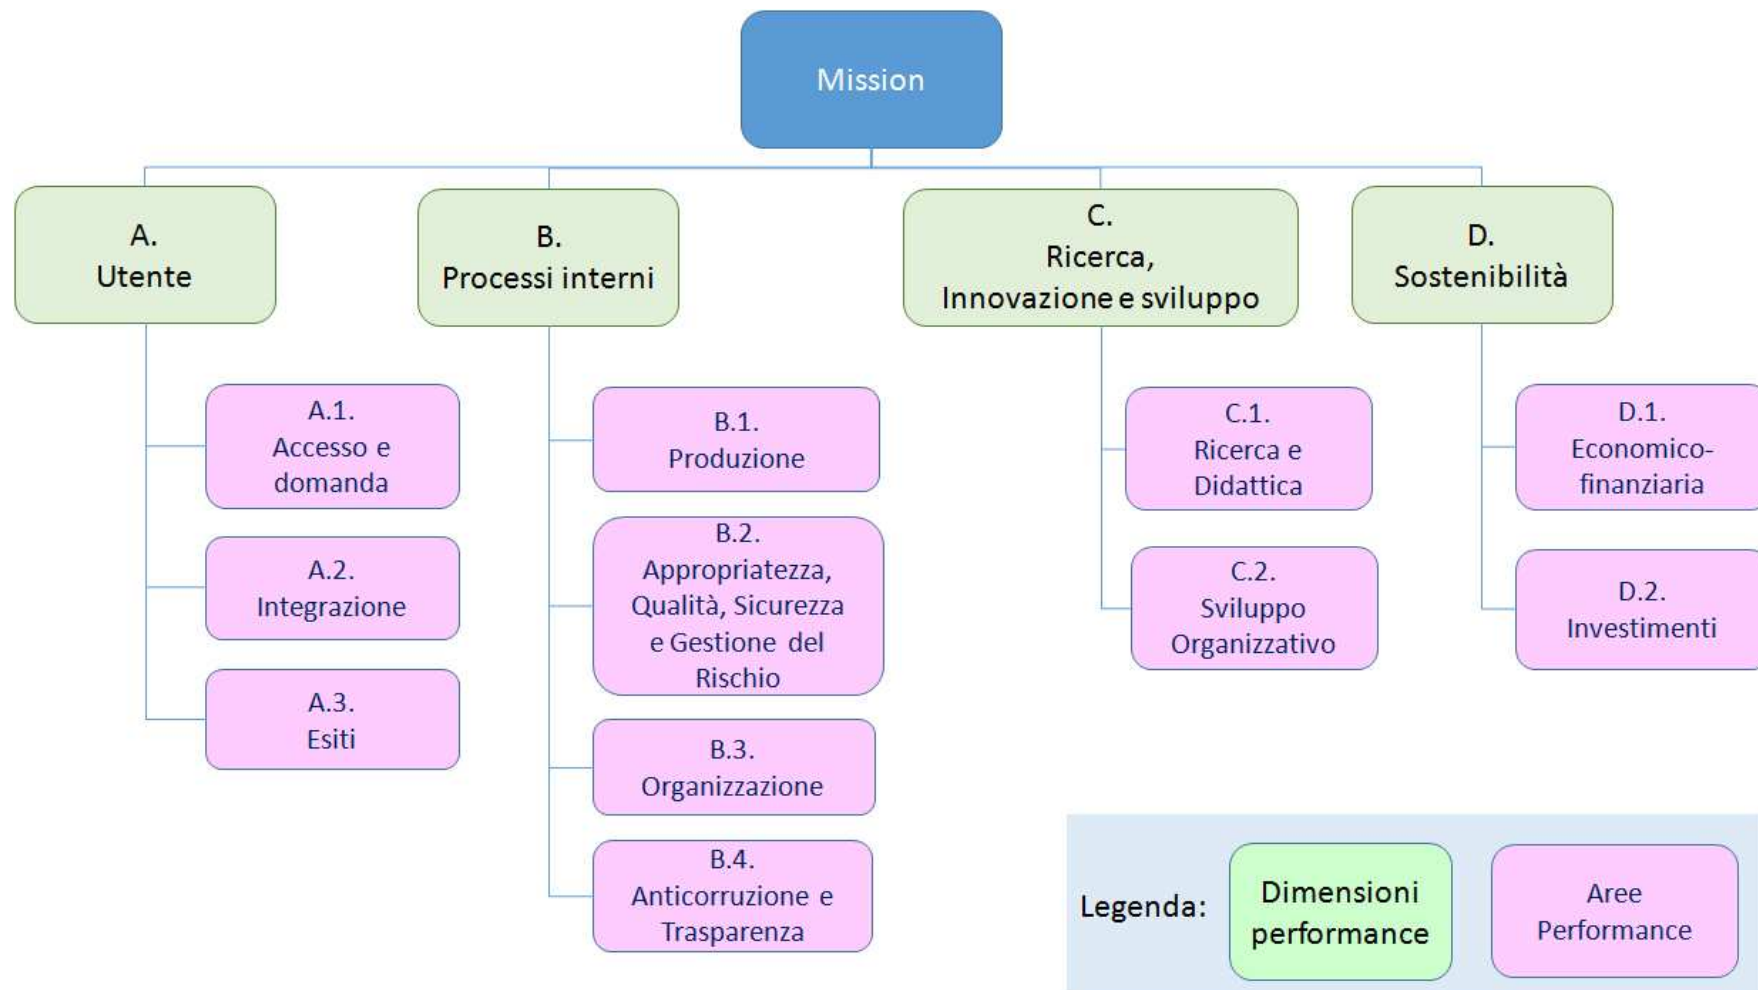 Mission
A.
Utente
A.1.
Accesso e
domanda
A.2.
Integrazione
A.3.
Esiti
B.
Processi interni
B.1.
Produzione
B.2.
Appropriatezza,
Qualità, Sicurezza
e Gestione del
Rischio
B.3.
Organizzazione
B.4.
Anticorruzione e
Trasparenza
C.
Ricerca,
Innovazione e sviluppo
C.1.
Ricerca e
Didattica
C.2.
Sviluppo
Organizzativo
D.
Sostenibilità
D.1.
Economico-
finanziaria
D.2.
Investimenti
Legenda:
Dimensioni
performance
Aree
Performance